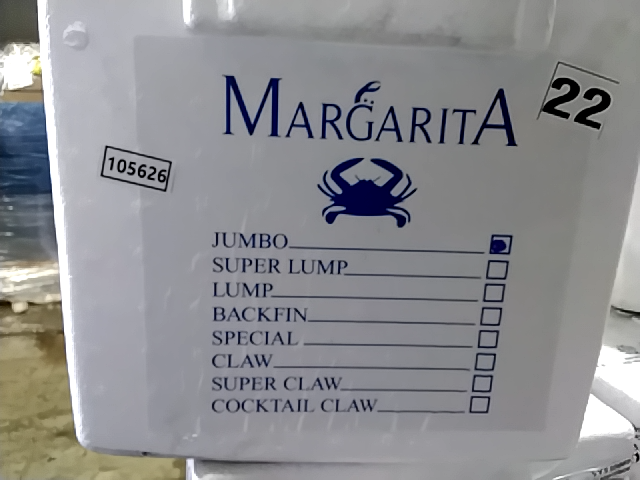 MARGARITA
22
105626
JUMBO
SUPER LUMP
LUMP
BACKFIN
SPECIAL
CLAW
SUPER CLAW
COCKTAIL CLAW